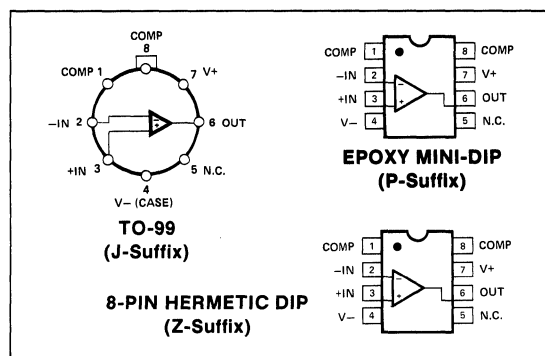 COMP
8
COMP 1
7 V+
−IN 2
− +
6 OUT
+IN 3
5 N.C.
4
V− (CASE)
TO-99
(J-Suffix)
COMP 1
8 COMP
−IN 2
7 V+
+IN 3
6 OUT
V− 4
5 N.C.
− +
EPOXY MINI-DIP
(P-Suffix)
COMP 1
8 COMP
−IN 2
7 V+
+IN 3
6 OUT
V− 4
5 N.C.
− +
8-PIN HERMETIC DIP
(Z-Suffix)